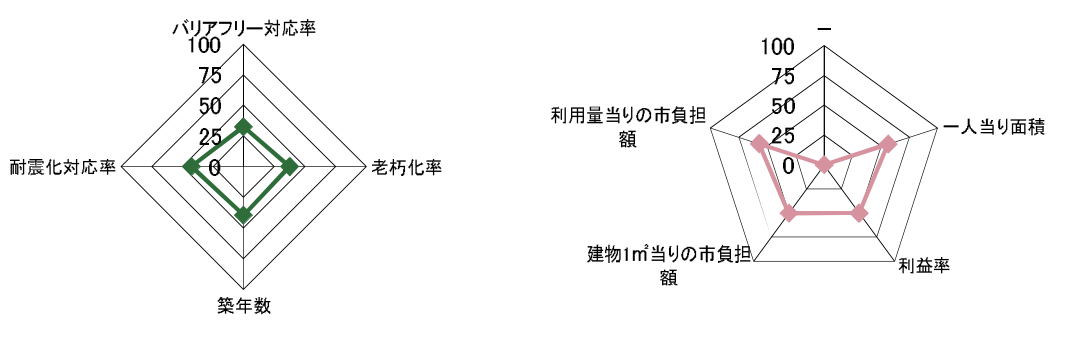 バリアフリー対応率
100
75
50
25
0
耐震化対応率
老朽化率
築年数
ー
100
75
50
25
0
利用量当りの市負担
額
一人当り面積
建物1㎡当りの市負担
額
利益率